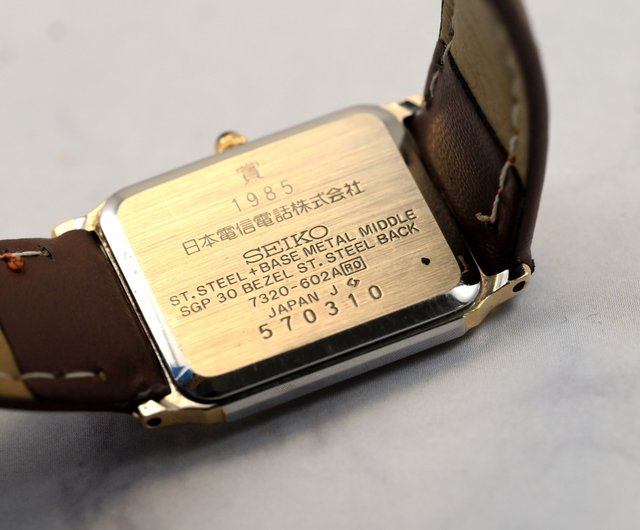 賞
1985
日本電信電話株式会社
SEIKO
ST.STEEL+BASE METAL MIDDLE
SGP 30 BEZEL ST.STEEL BACK
7320-602A RO
JAPAN J
570310